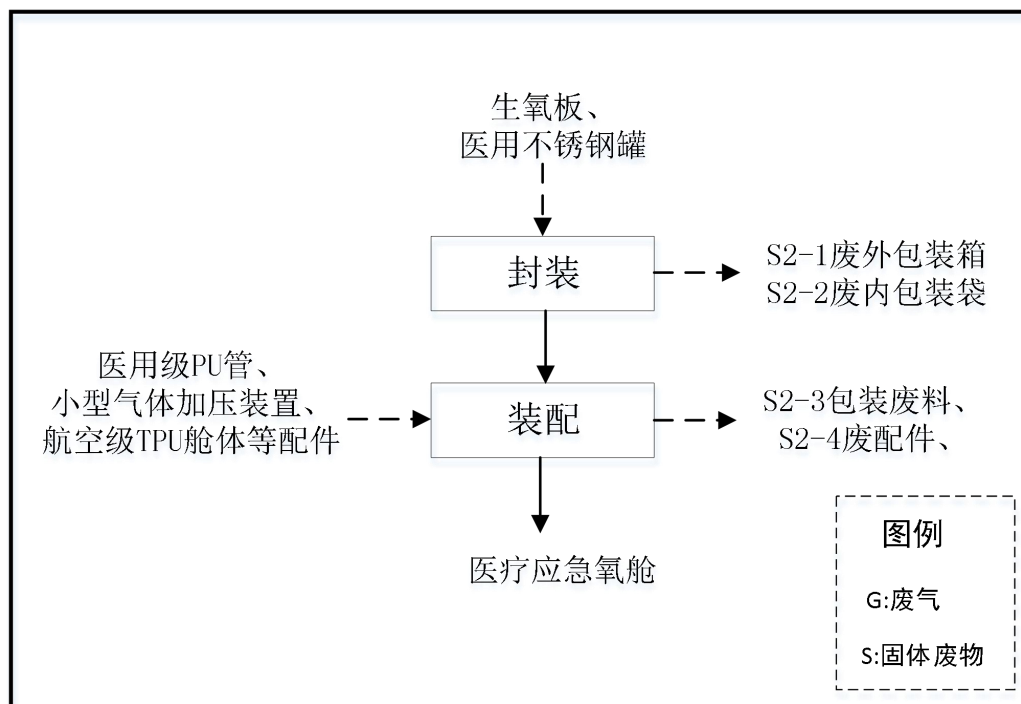 生氧板、
医用不锈钢罐
封装
S2-1废外包装箱
S2-2废内包装袋
医用级PU管、
小型气体加压装置、
航空级TPU舱体等配件
装配
S2-3包装废料、
S2-4废配件、
医疗应急氧舱
图例
G:废气
S:固体废物